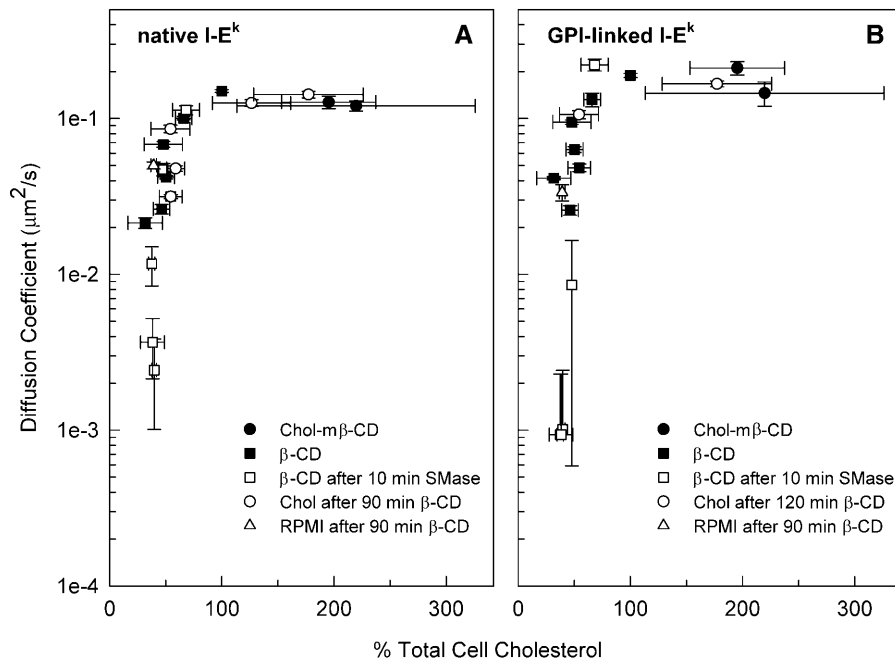 native I-Eᵏ
A
GPI-linked I-Eᵏ
B
Diffusion Coefficient (μm²/s)
1e-1
1e-2
1e-3
1e-4
Chol-mβ-CD
β-CD
β-CD after 10 min SMase
Chol after 90 min β-CD
RPMI after 90 min β-CD
Chol-mβ-CD
β-CD
β-CD after 10 min SMase
Chol after 120 min β-CD
RPMI after 90 min β-CD
0 100 200 300
0 100 200 300
% Total Cell Cholesterol